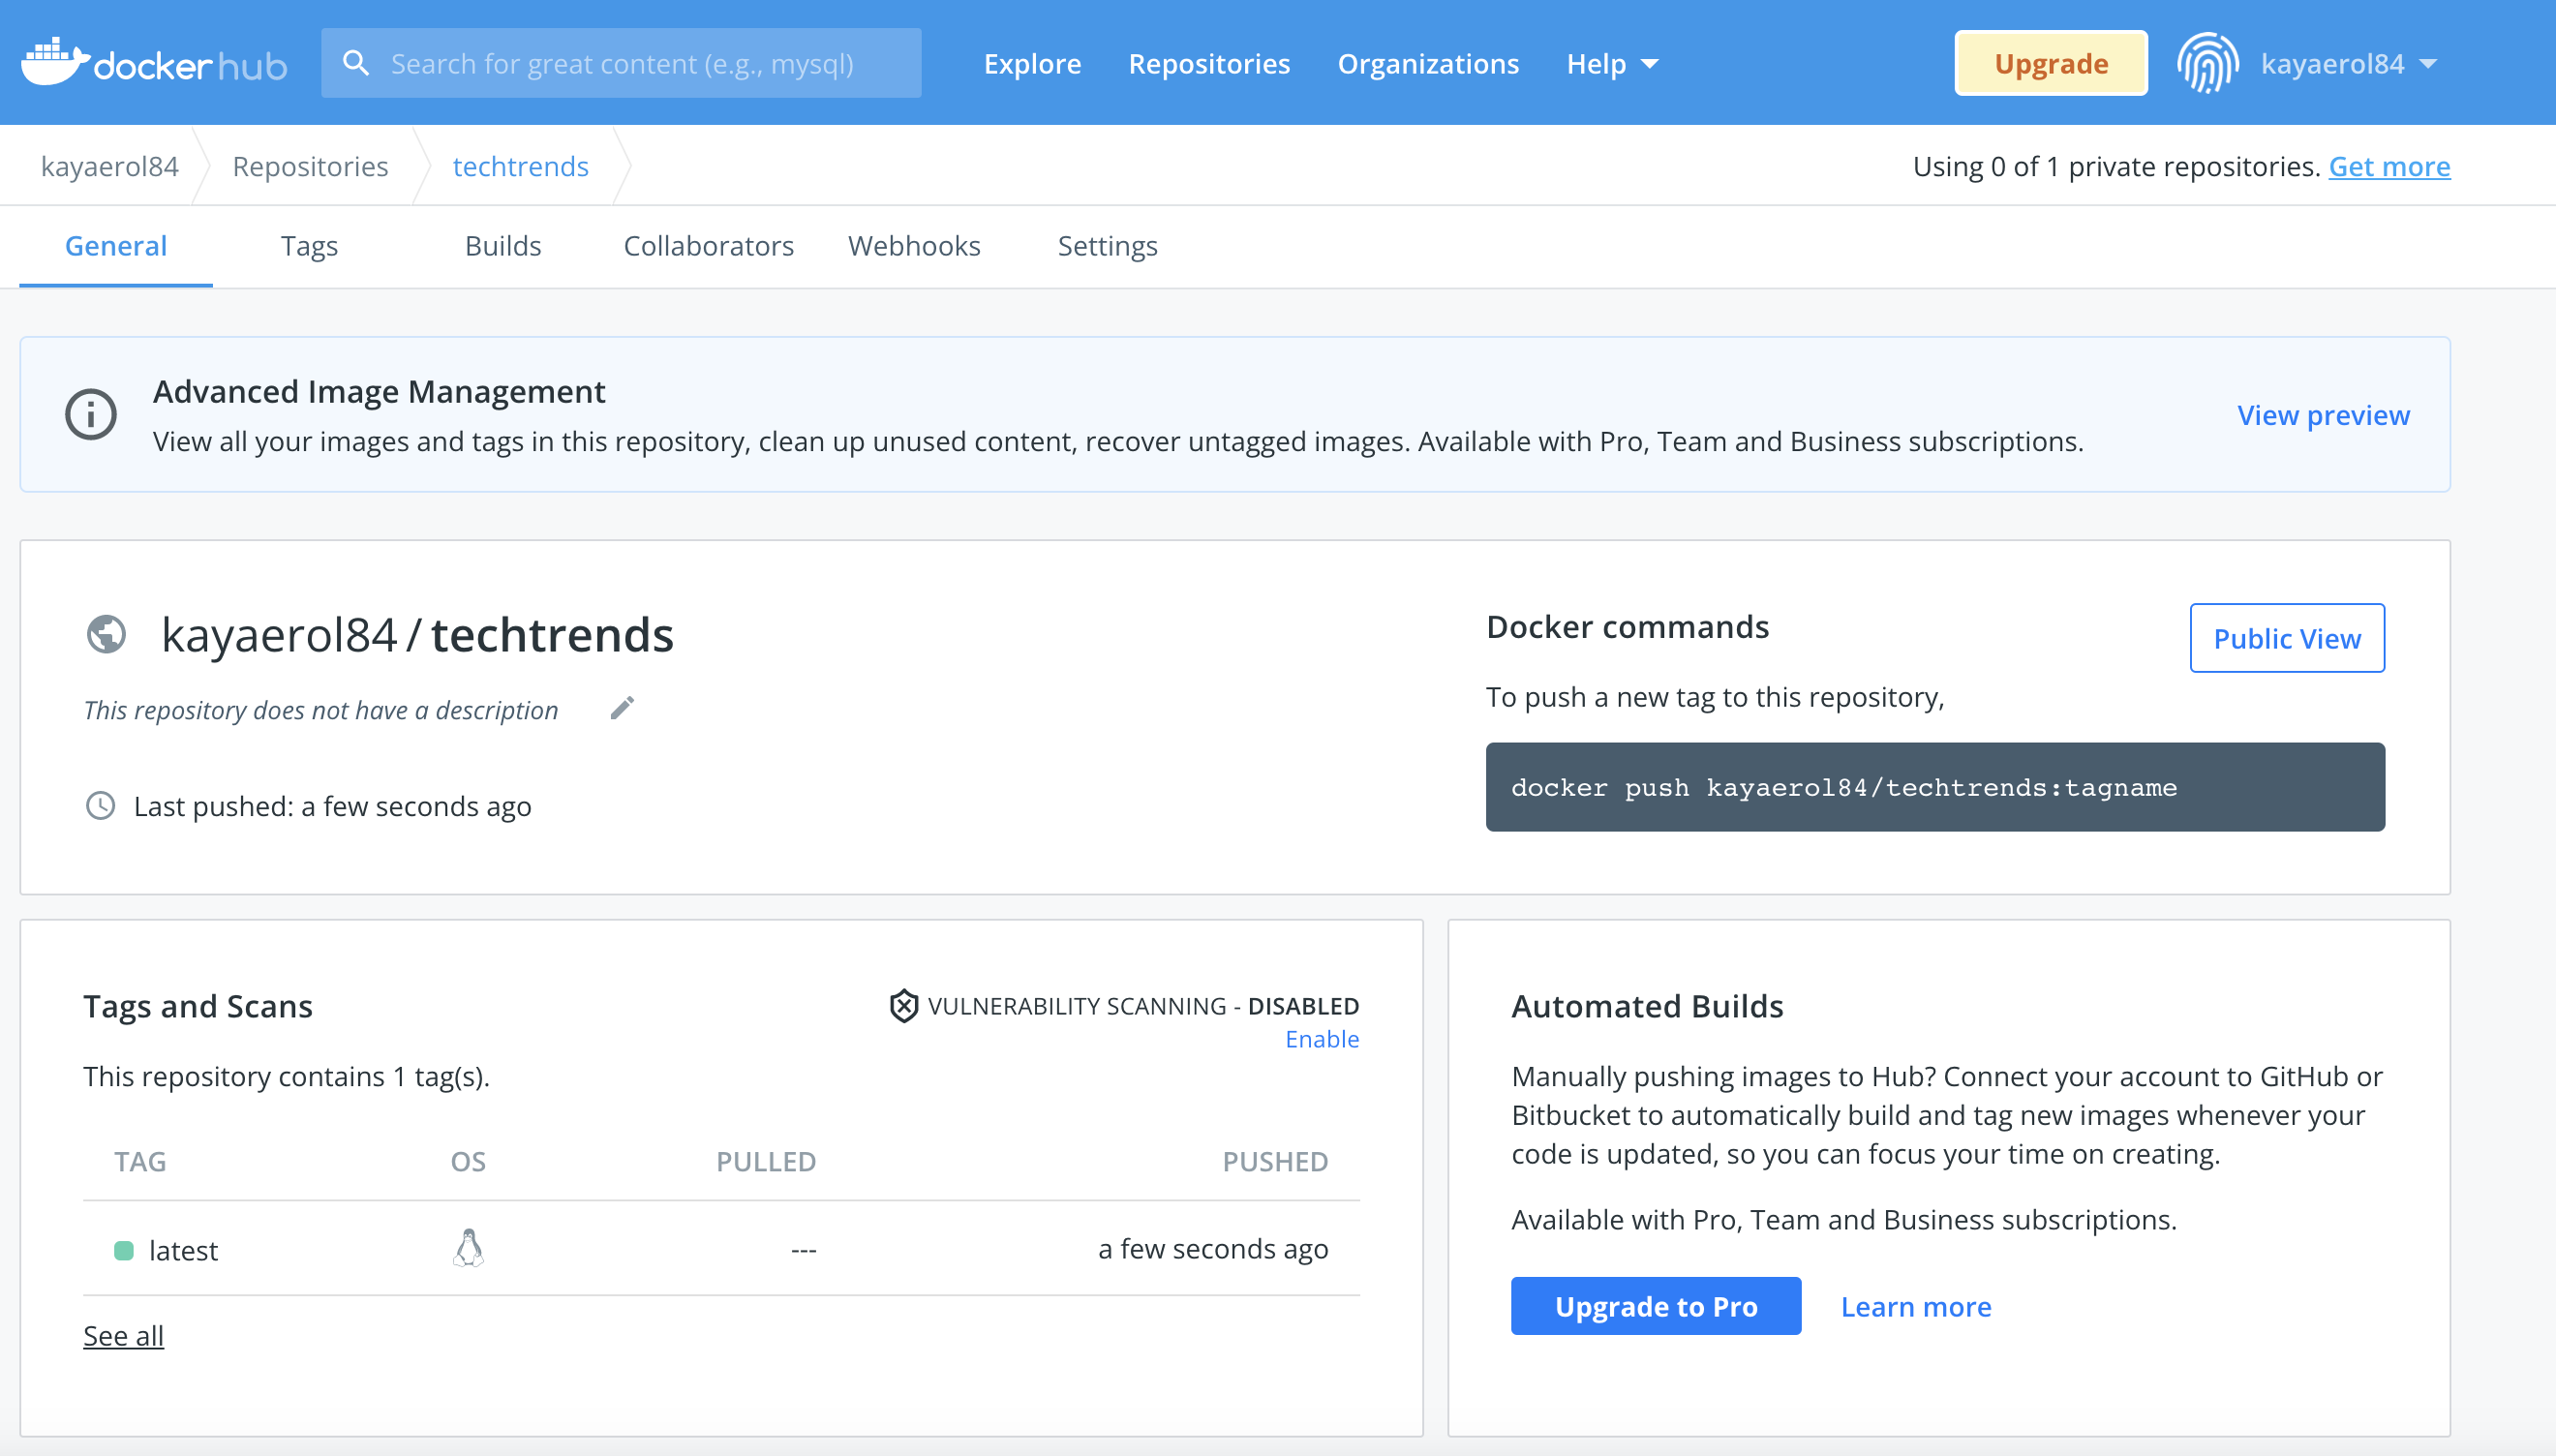 docker hub
Search for great content (e.g., mysql)
Explore
Repositories
Organizations
Help
Upgrade
kayaerol84
kayaerol84
Repositories
techtrends
Using 0 of 1 private repositories. Get more
General
Tags
Builds
Collaborators
Webhooks
Settings
Advanced Image Management
View all your images and tags in this repository, clean up unused content, recover untagged images. Available with Pro, Team and Business subscriptions.
View preview
kayaerol84 / techtrends
This repository does not have a description
Last pushed: a few seconds ago
Docker commands
Public View
To push a new tag to this repository,
docker push kayaerol84/techtrends:tagname
Tags and Scans
VULNERABILITY SCANNING - DISABLED
Enable
This repository contains 1 tag(s).
TAG OS PULLED PUSHED
latest --- a few seconds ago
See all
Automated Builds
Manually pushing images to Hub? Connect your account to GitHub or
Bitbucket to automatically build and tag new images whenever your
code is updated, so you can focus your time on creating.
Available with Pro, Team and Business subscriptions.
Upgrade to Pro
Learn more